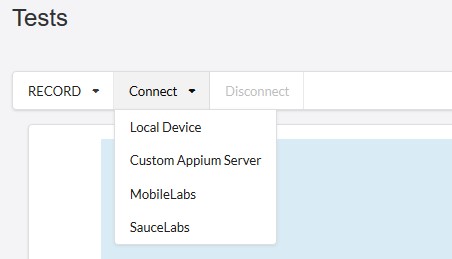 Tests
RECORD
Connect
Disconnect
Local Device
Custom Appium Server
MobileLabs
SauceLabs